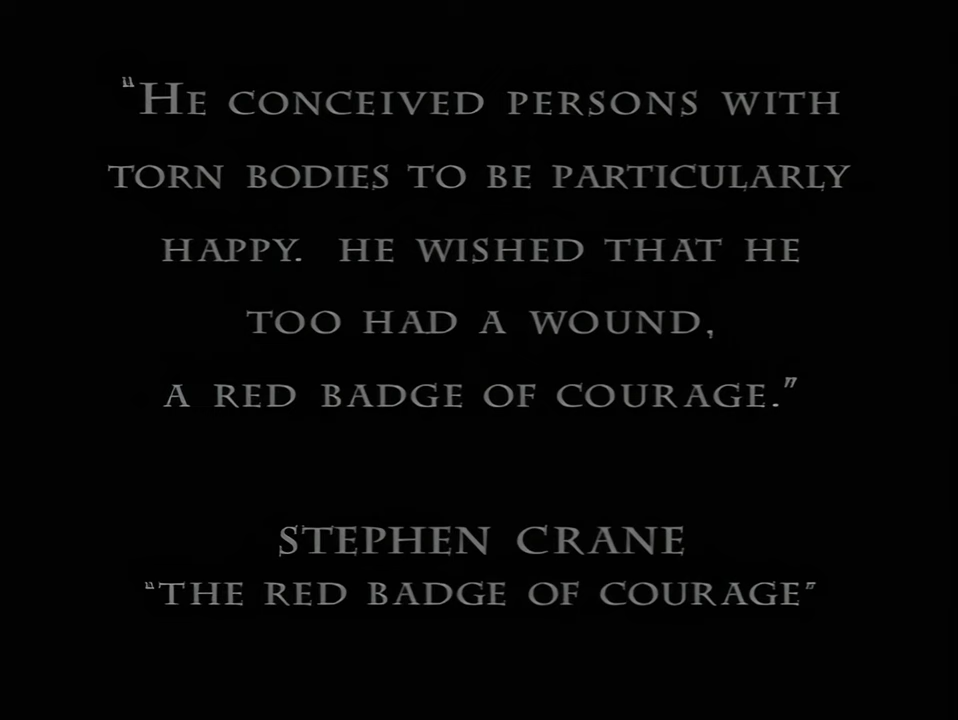 “He conceived persons with
torn bodies to be particularly
happy. He wished that he
too had a wound,
a red badge of courage.”
Stephen Crane
“The Red Badge of Courage”